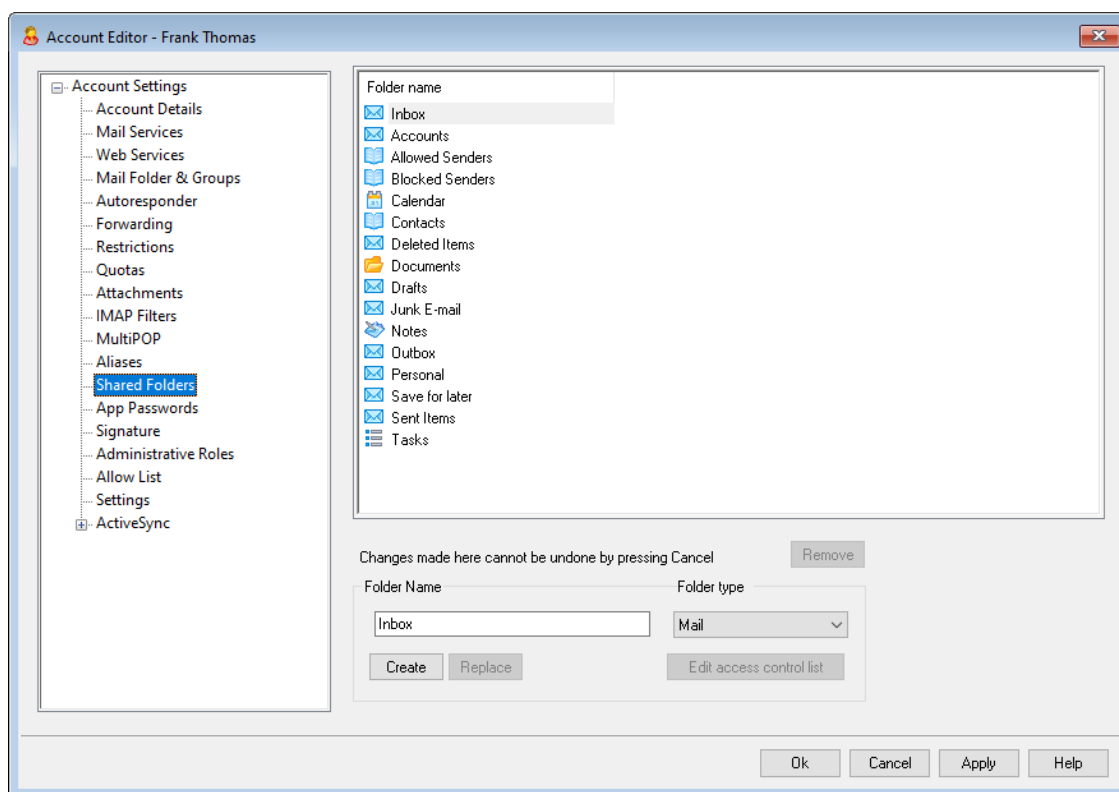 Account Editor - Frank Thomas
Account Settings
Account Details
Mail Services
Web Services
Mail Folder & Groups
Autoresponder
Forwarding
Restrictions
Quotas
Attachments
IMAP Filters
MultiPOP
Aliases
Shared Folders
App Passwords
Signature
Administrative Roles
Allow List
Settings
ActiveSync
Folder name
Inbox
Accounts
Allowed Senders
Blocked Senders
Calendar
Contacts
Deleted Items
Documents
Drafts
Junk E-mail
Notes
Outbox
Personal
Save for later
Sent Items
Tasks
Changes made here cannot be undone by pressing Cancel
Remove
Folder Name
Folder type
Inbox
Mail
Create
Replace
Edit access control list
Ok
Cancel
Apply
Help